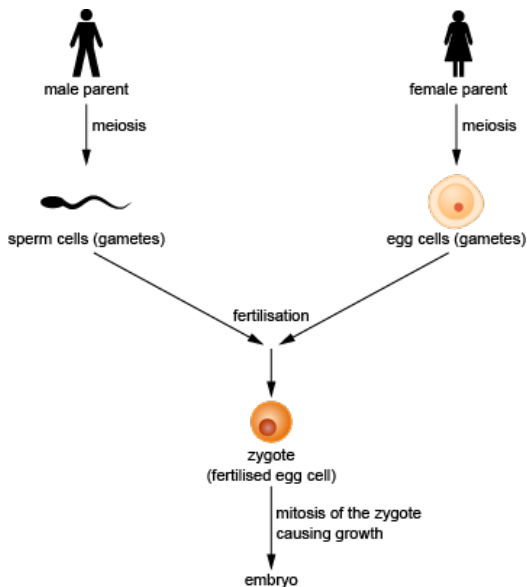 male parent
female parent
meiosis
meiosis
sperm cells (gametes)
egg cells (gametes)
fertilisation
zygote
(fertilised egg cell)
mitosis of the zygote
causing growth
embryo